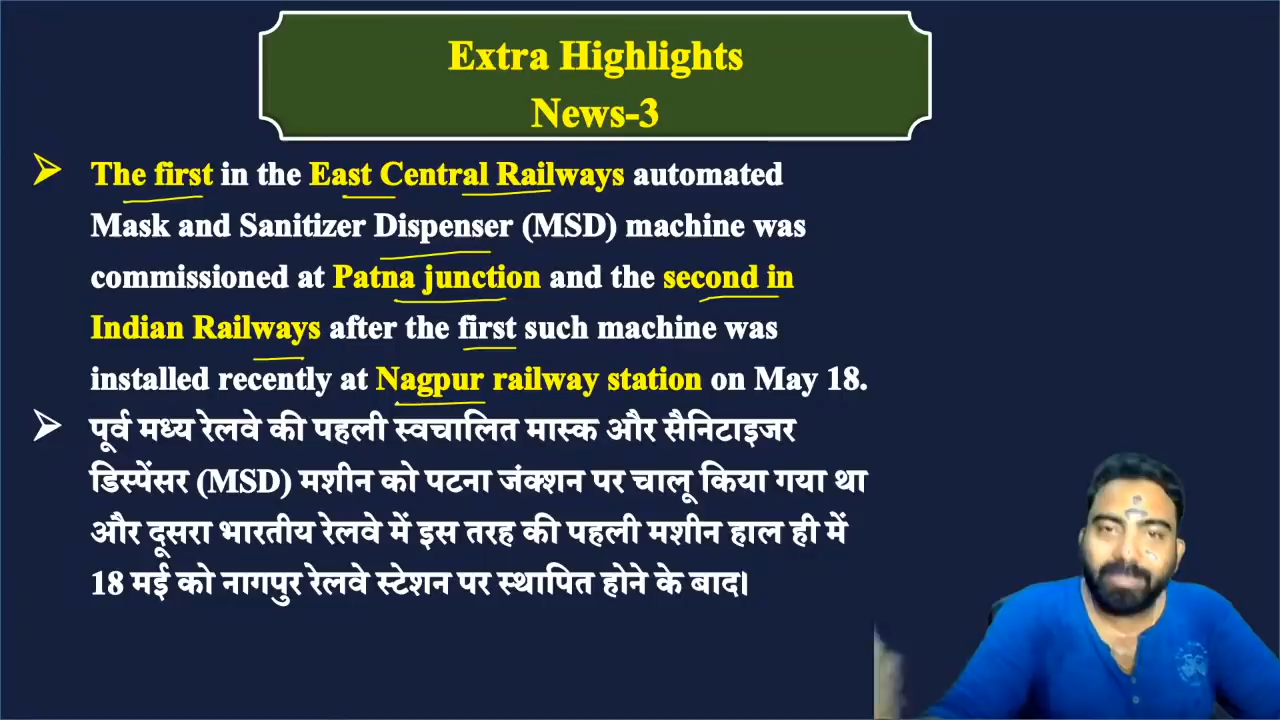 Extra Highlights
News-3
The first in the East Central Railways automated
Mask and Sanitizer Dispenser (MSD) machine was
commissioned at Patna junction and the second in
Indian Railways after the first such machine was
installed recently at Nagpur railway station on May 18.
पूर्व मध्य रेलवे की पहली स्वचालित मास्क और सैनिटाइजर
डिस्पेंसर (MSD) मशीन को पटना जंक्शन पर चालू किया गया था
और दूसरा भारतीय रेलवे में इस तरह की पहली मशीन हाल ही में
18 मई को नागपुर रेलवे स्टेशन पर स्थापित होने के बाद।